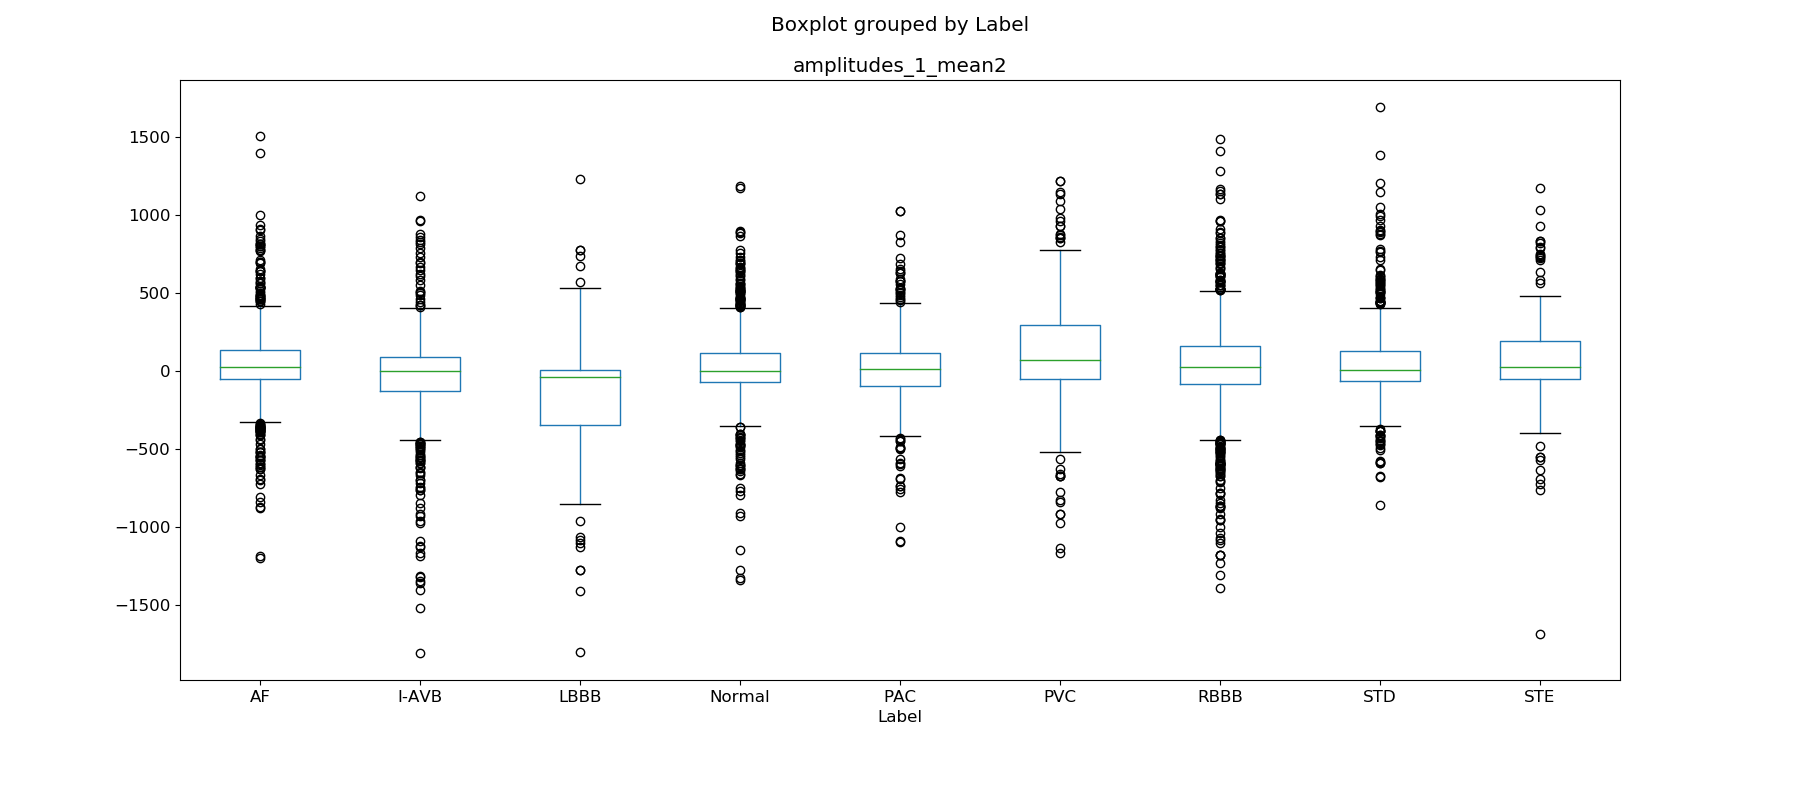 Boxplot grouped by Label
amplitudes_1_mean2
1500
1000
500
0
−500
−1000
−1500
AF I-AVB LBBB Normal PAC PVC RBBB STD STE
Label